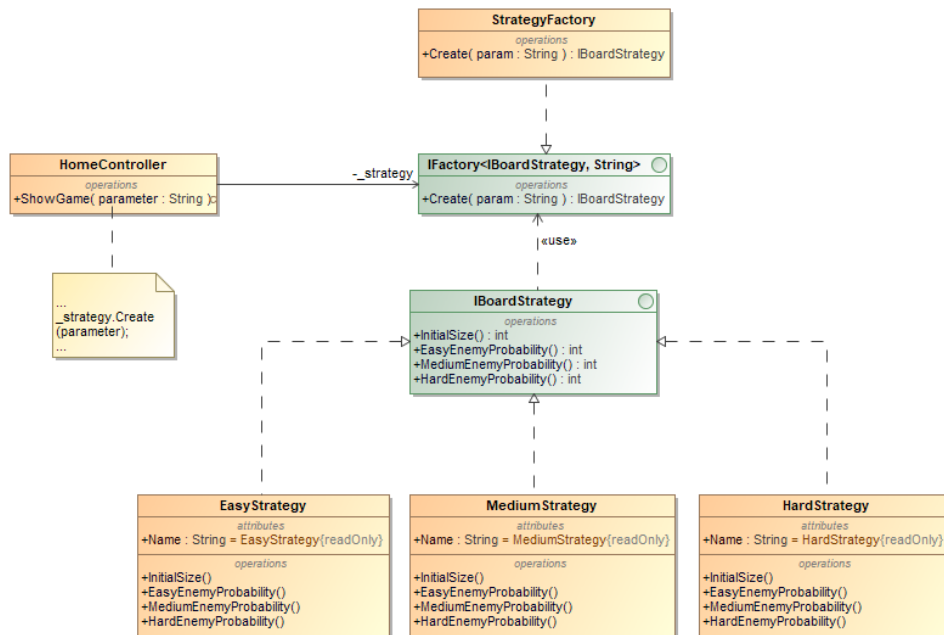 StrategyFactory
operations
+Create( param : String ) : IBoardStrategy
HomeController
operations
+ShowGame( parameter : String )
-_strategy
IFactory<IBoardStrategy, String>
operations
+Create( param : String ) : IBoardStrategy
«use»
...
_strategy.Create
(parameter);
...
IBoardStrategy
operations
+InitialSize() : int
+EasyEnemyProbability() : int
+MediumEnemyProbability() : int
+HardEnemyProbability() : int
EasyStrategy
attributes
+Name : String = EasyStrategy{readOnly}
operations
+InitialSize()
+EasyEnemyProbability()
+MediumEnemyProbability()
+HardEnemyProbability()
MediumStrategy
attributes
+Name : String = MediumStrategy{readOnly}
operations
+InitialSize()
+EasyEnemyProbability()
+MediumEnemyProbability()
+HardEnemyProbability()
HardStrategy
attributes
+Name : String = HardStrategy{readOnly}
operations
+InitialSize()
+EasyEnemyProbability()
+MediumEnemyProbability()
+HardEnemyProbability()